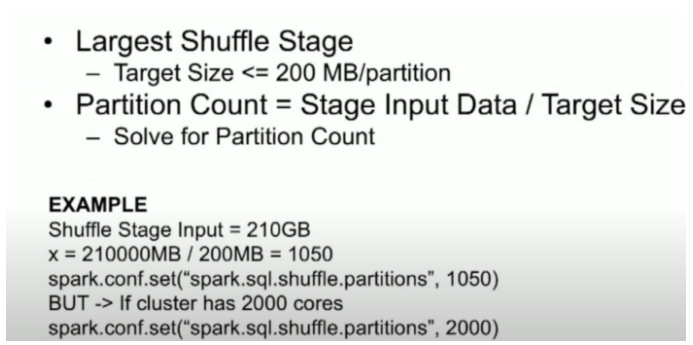 • Largest Shuffle Stage
– Target Size <= 200 MB/partition
• Partition Count = Stage Input Data / Target Size
– Solve for Partition Count
EXAMPLE
Shuffle Stage Input = 210GB
x = 210000MB / 200MB = 1050
spark.conf.set(“spark.sql.shuffle.partitions”, 1050)
BUT -> If cluster has 2000 cores
spark.conf.set(“spark.sql.shuffle.partitions”, 2000)